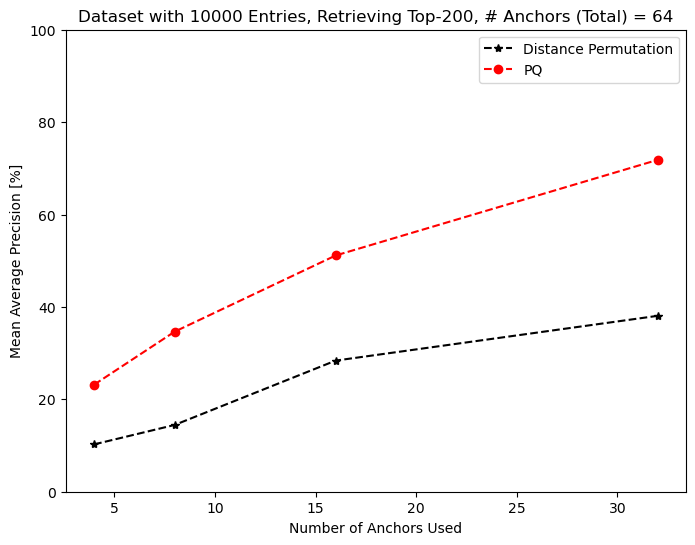 Dataset with 10000 Entries, Retrieving Top-200, # Anchors (Total) = 64
Distance Permutation
PQ
Mean Average Precision [%]
100
80
60
40
20
0
5
10
15
20
25
30
Number of Anchors Used